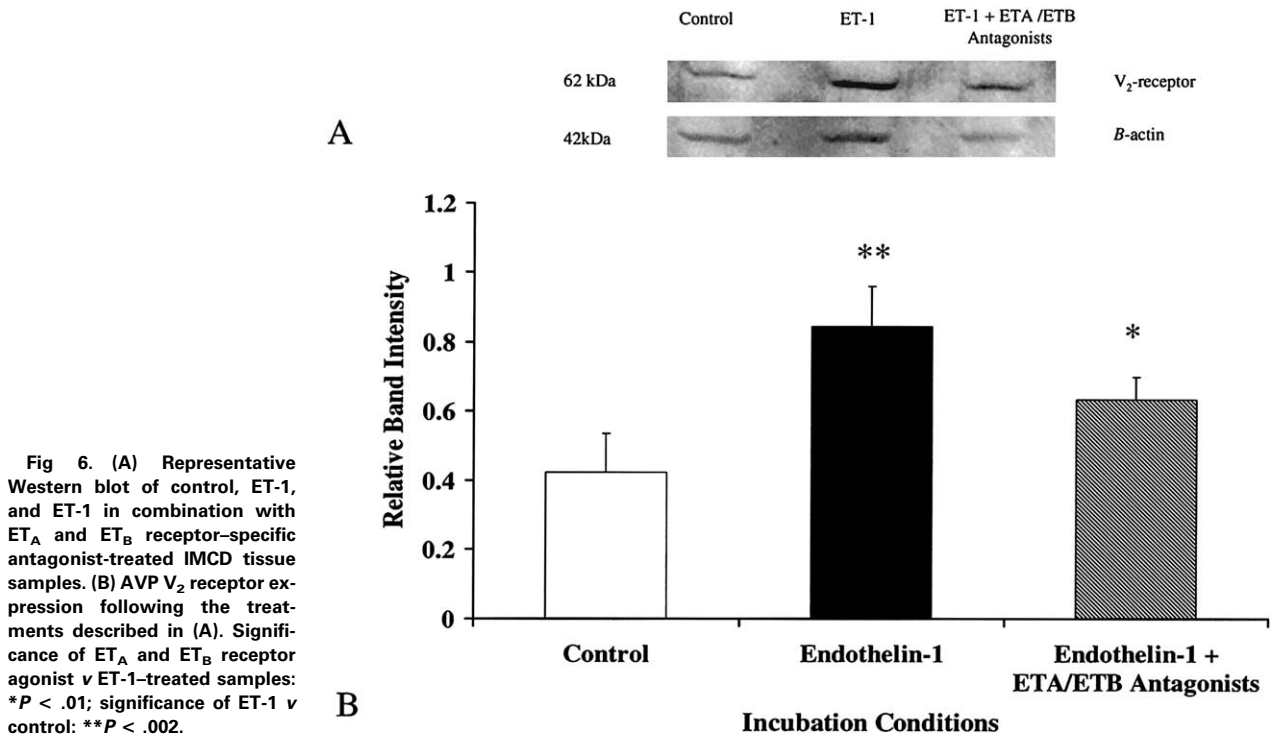 Control ET-1 ET-1 + ETA /ETB
Antagonists
62 kDa V₂-receptor
A
42kDa B-actin
1.2
1
0.8
0.6
0.4
0.2
0
Relative Band Intensity
**
*
Control Endothelin-1 Endothelin-1 +
ETA/ETB Antagonists
B
Incubation Conditions
Fig 6. (A) Representative
Western blot of control, ET-1,
and ET-1 in combination with
ET_A and ET_B receptor–specific
antagonist-treated IMCD tissue
samples. (B) AVP V₂ receptor ex-
pression following the treat-
ments described in (A). Signifi-
cance of ET_A and ET_B receptor
agonist v ET-1–treated samples:
*P < .01; significance of ET-1 v
control: **P < .002.